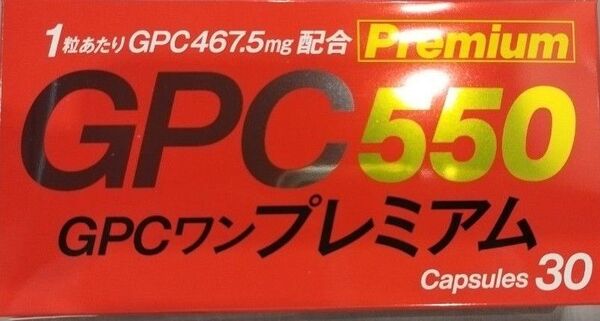 1粒あたりGPC467.5mg配合 Premium
GPC550
GPCワンプレミアム
Capsules 30